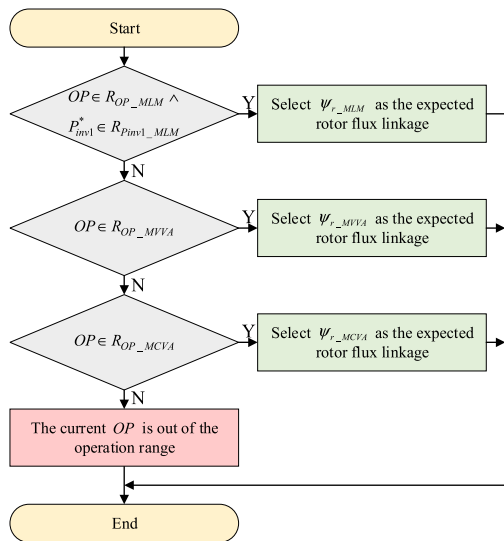 Start
OP ∈ R_OP_MLM ∧
P*_inv1 ∈ R_Pinv1_MLM
Y
Select ψ_r_MLM as the expected
rotor flux linkage
N
OP ∈ R_OP_MVVA
Y
Select ψ_r_MVVA as the expected
rotor flux linkage
N
OP ∈ R_OP_MCVA
Y
Select ψ_r_MCVA as the expected
rotor flux linkage
N
The current OP is out of the
operation range
End